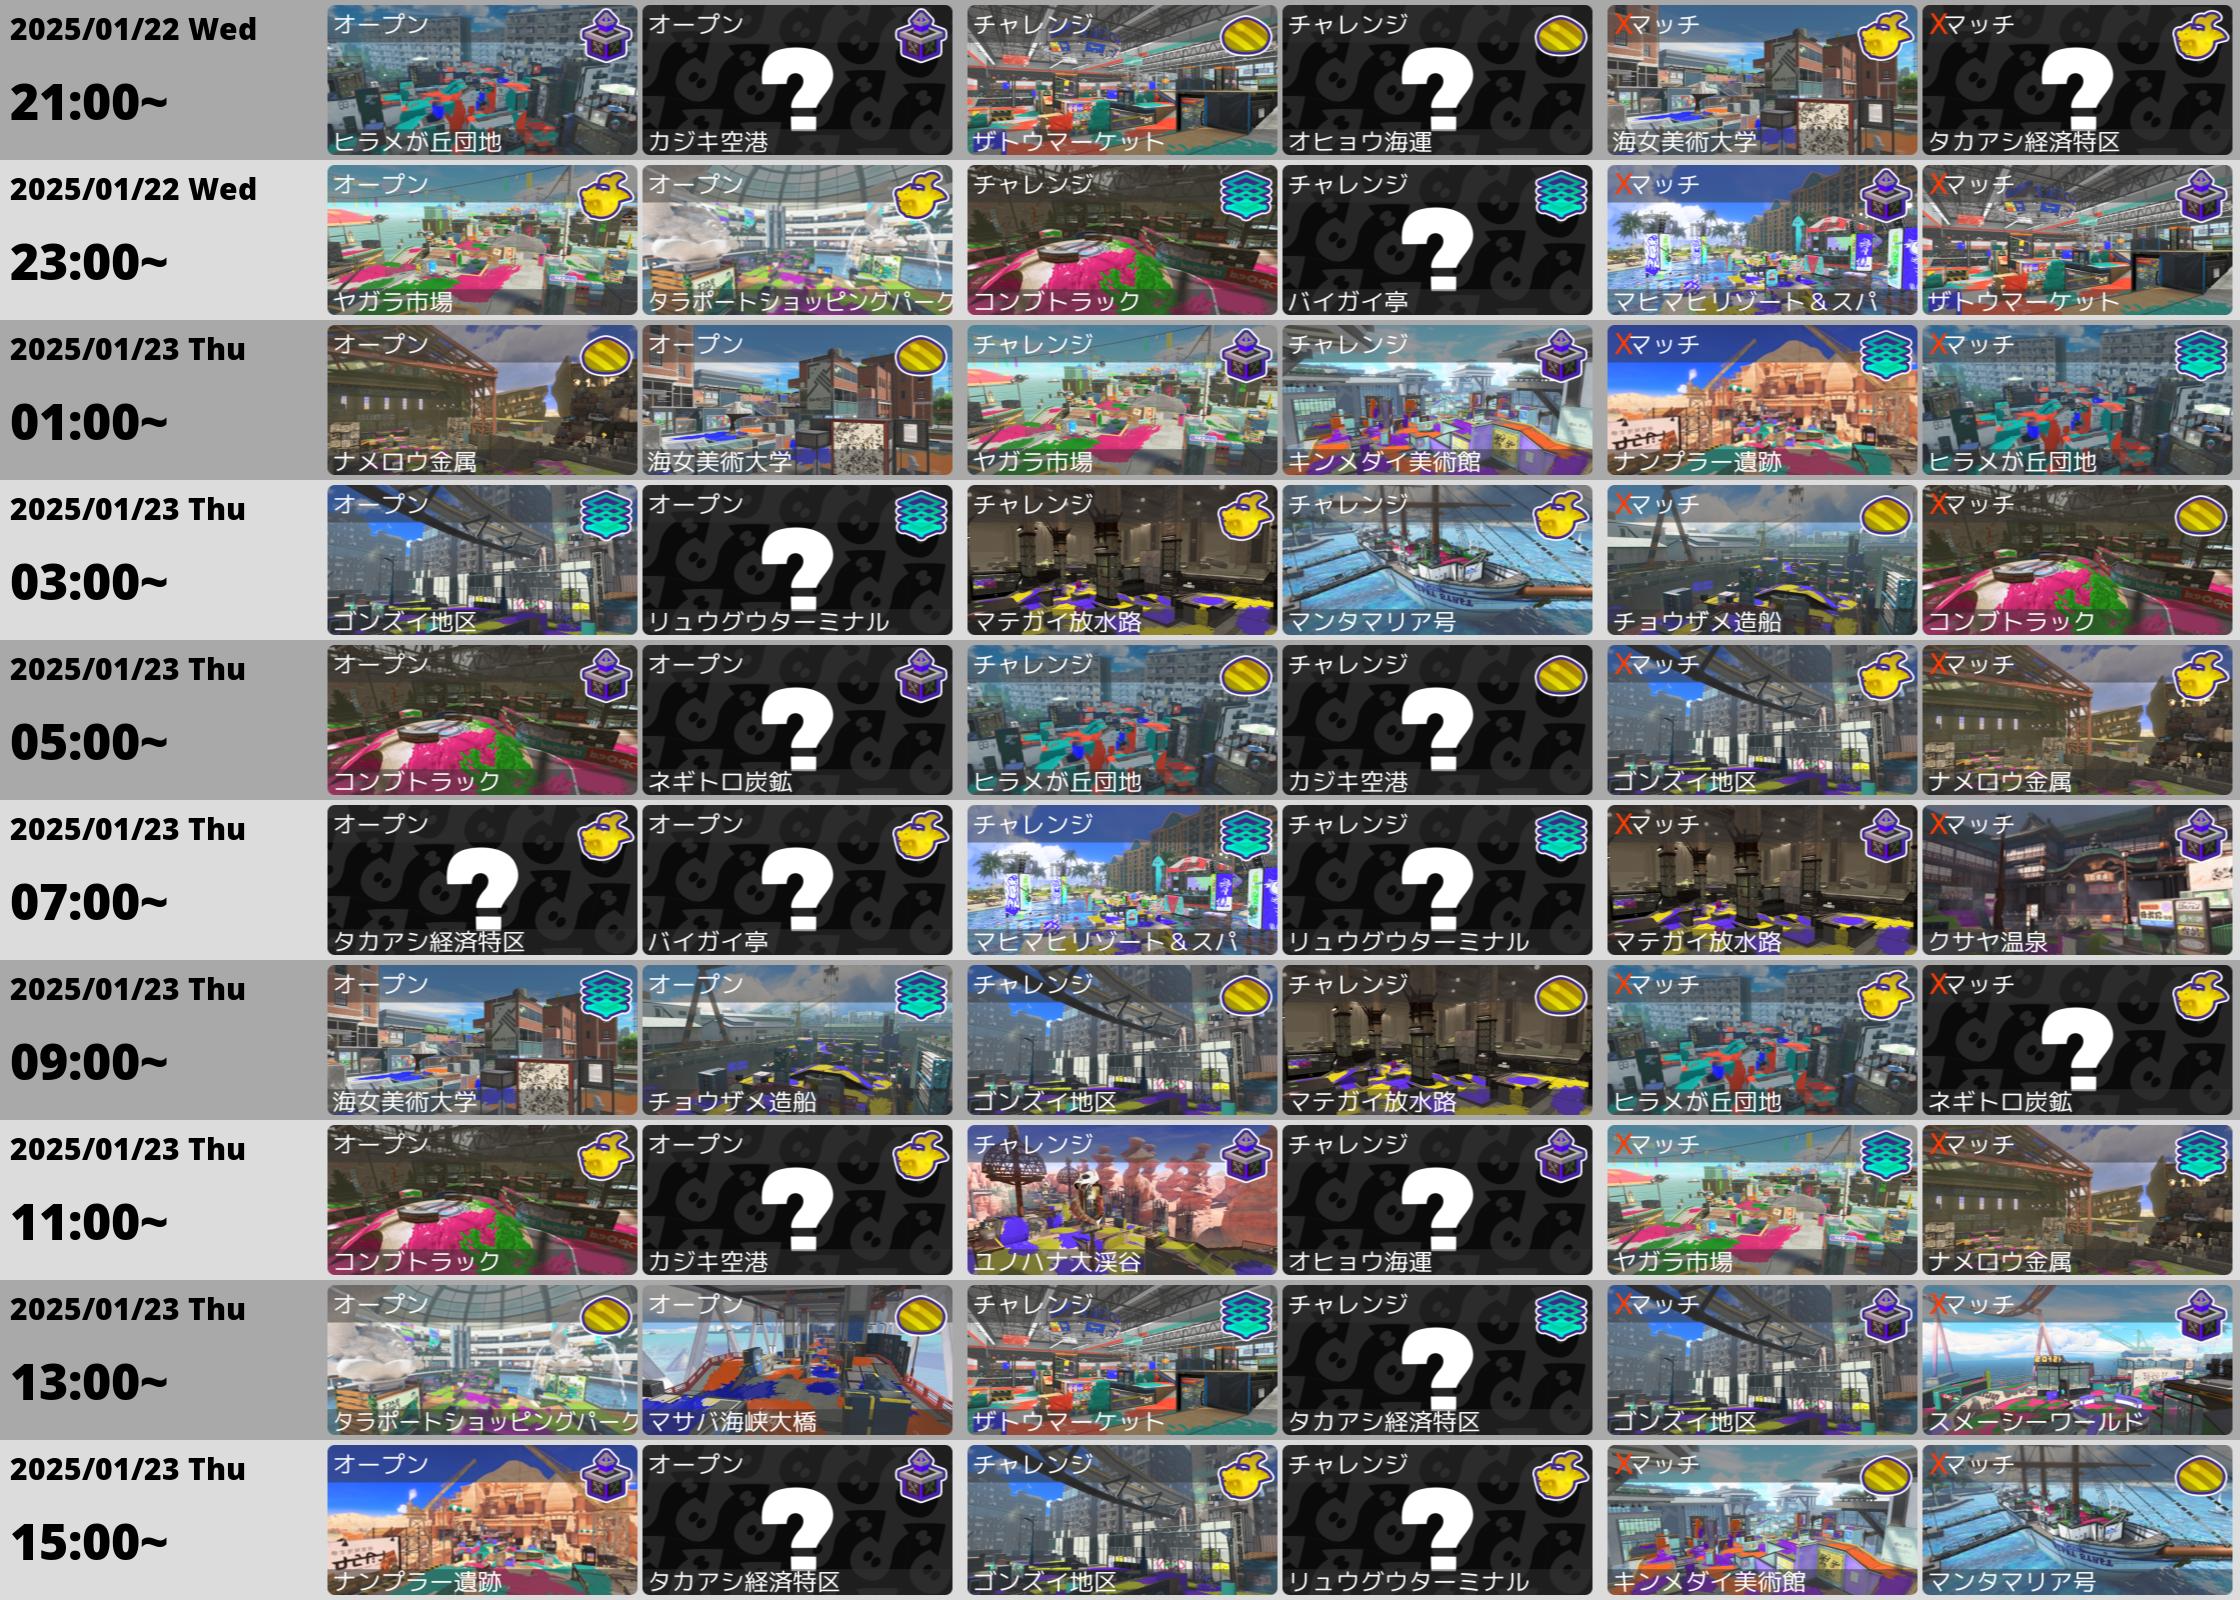 2025/01/22 Wed
21:00~
オープン
ヒラメが丘団地
オープン
カジキ空港
チャレンジ
ザトウマーケット
チャレンジ
オヒョウ海運
Xマッチ
海女美術大学
Xマッチ
タカアシ経済特区
2025/01/22 Wed
23:00~
オープン
ヤガラ市場
オープン
タラポートショッピングパーク
チャレンジ
コンブトラック
チャレンジ
バイガイ亭
Xマッチ
マヒマヒリゾート＆スパ
Xマッチ
ザトウマーケット
2025/01/23 Thu
01:00~
オープン
ナメロウ金属
オープン
海女美術大学
チャレンジ
ヤガラ市場
チャレンジ
キンメダイ美術館
Xマッチ
ナンプラー遺跡
Xマッチ
ヒラメが丘団地
2025/01/23 Thu
03:00~
オープン
ゴンズイ地区
オープン
リュウグウターミナル
チャレンジ
マテガイ放水路
チャレンジ
マンタマリア号
Xマッチ
チョウザメ造船
Xマッチ
コンブトラック
2025/01/23 Thu
05:00~
オープン
コンブトラック
オープン
ネギトロ炭鉱
チャレンジ
ヒラメが丘団地
チャレンジ
カジキ空港
Xマッチ
ゴンズイ地区
Xマッチ
ナメロウ金属
2025/01/23 Thu
07:00~
オープン
タカアシ経済特区
オープン
バイガイ亭
チャレンジ
マヒマヒリゾート＆スパ
チャレンジ
リュウグウターミナル
Xマッチ
マテガイ放水路
Xマッチ
クサヤ温泉
2025/01/23 Thu
09:00~
オープン
海女美術大学
オープン
チョウザメ造船
チャレンジ
ゴンズイ地区
チャレンジ
マテガイ放水路
Xマッチ
ヒラメが丘団地
Xマッチ
ネギトロ炭鉱
2025/01/23 Thu
11:00~
オープン
コンブトラック
オープン
カジキ空港
チャレンジ
ユノハナ大渓谷
チャレンジ
オヒョウ海運
Xマッチ
ヤガラ市場
Xマッチ
ナメロウ金属
2025/01/23 Thu
13:00~
オープン
タラポートショッピングパーク
オープン
マサバ海峡大橋
チャレンジ
ザトウマーケット
チャレンジ
タカアシ経済特区
Xマッチ
ゴンズイ地区
Xマッチ
スメーシーワールド
2025/01/23 Thu
15:00~
オープン
ナンプラー遺跡
オープン
タカアシ経済特区
チャレンジ
ゴンズイ地区
チャレンジ
リュウグウターミナル
Xマッチ
キンメダイ美術館
Xマッチ
マンタマリア号